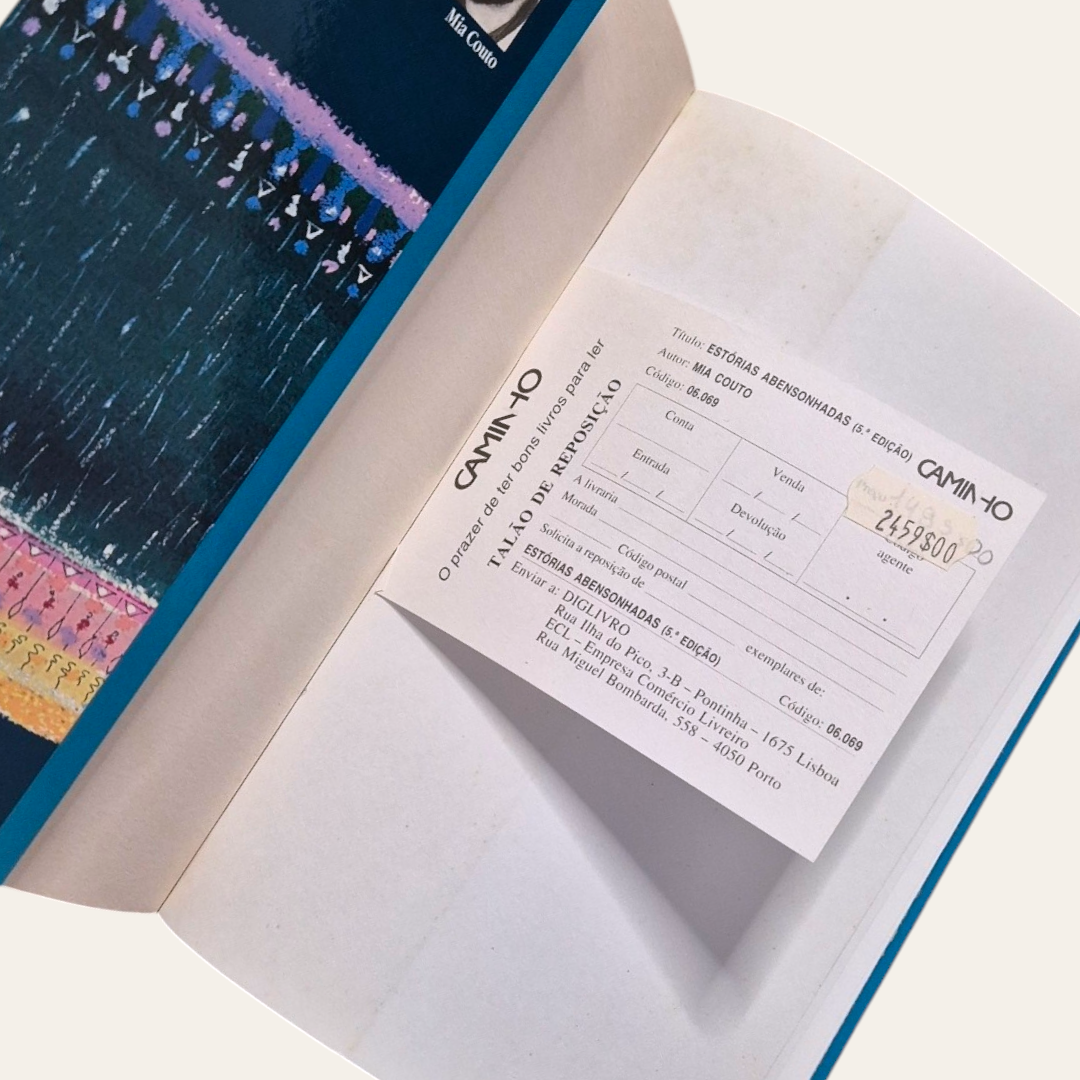 Mia Couto
CAMINHO
O prazer de ter bons livros para ler
TALÃO DE REPOSIÇÃO
Título: ESTÓRIAS ABENSONHADAS (5.ª EDIÇÃO)
Autor: MIA COUTO
Código: 06.069
CAMINHO
Conta
Venda
Entrada
Devolução
2459$00
agente
A livraria
Morada
Código postal
Solicita a reposição de
exemplares de:
ESTÓRIAS ABENSONHADAS (5.ª EDIÇÃO)
Código: 06.069
Enviar a: DIGLIVRO
Rua Ilha do Pico, 3-B – Pontinha – 1675 Lisboa
ECL – Empresa Comércio Livreiro
Rua Miguel Bombarda, 558 – 4050 Porto